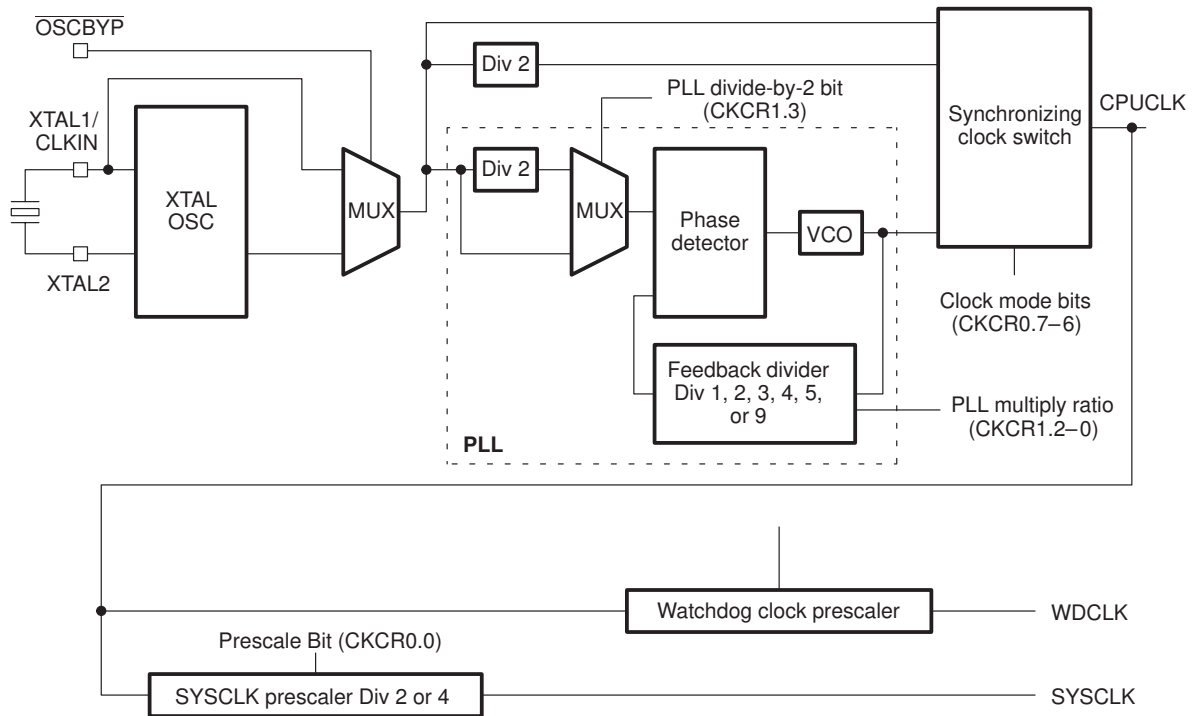 OSCBYP
XTAL1/
CLKIN
XTAL2
XTAL
OSC
MUX
Div 2
Div 2
PLL divide-by-2 bit
(CKCR1.3)
MUX
Phase
detector
VCO
Feedback divider
Div 1, 2, 3, 4, 5,
or 9
PLL
Synchronizing
clock switch
CPUCLK
Clock mode bits
(CKCR0.7–6)
PLL multiply ratio
(CKCR1.2–0)
Watchdog clock prescaler
WDCLK
Prescale Bit (CKCR0.0)
SYSCLK prescaler Div 2 or 4
SYSCLK